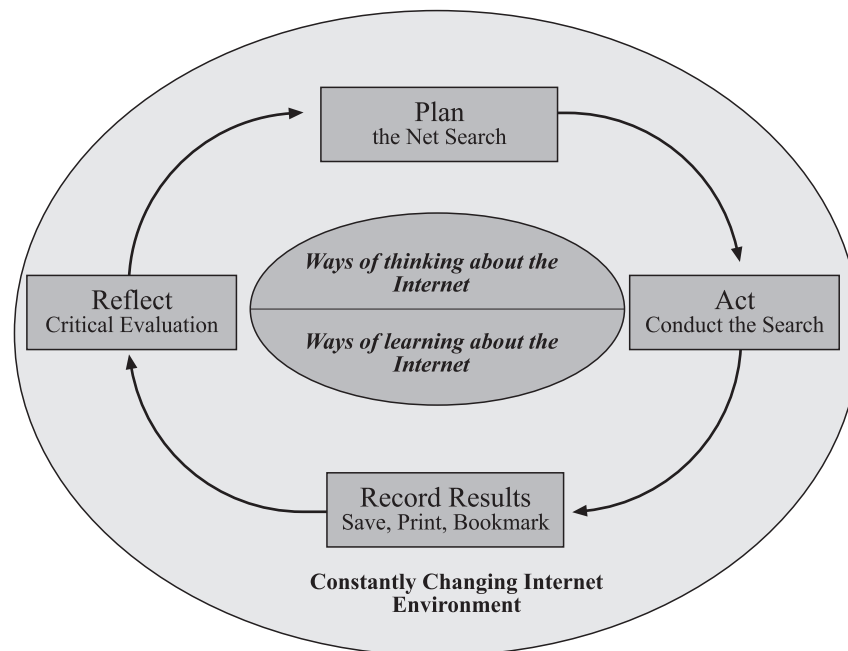 Plan
the Net Search
Ways of thinking about the
Internet
Reflect
Critical Evaluation
Act
Conduct the Search
Ways of learning about the
Internet
Record Results
Save, Print, Bookmark
Constantly Changing Internet
Environment